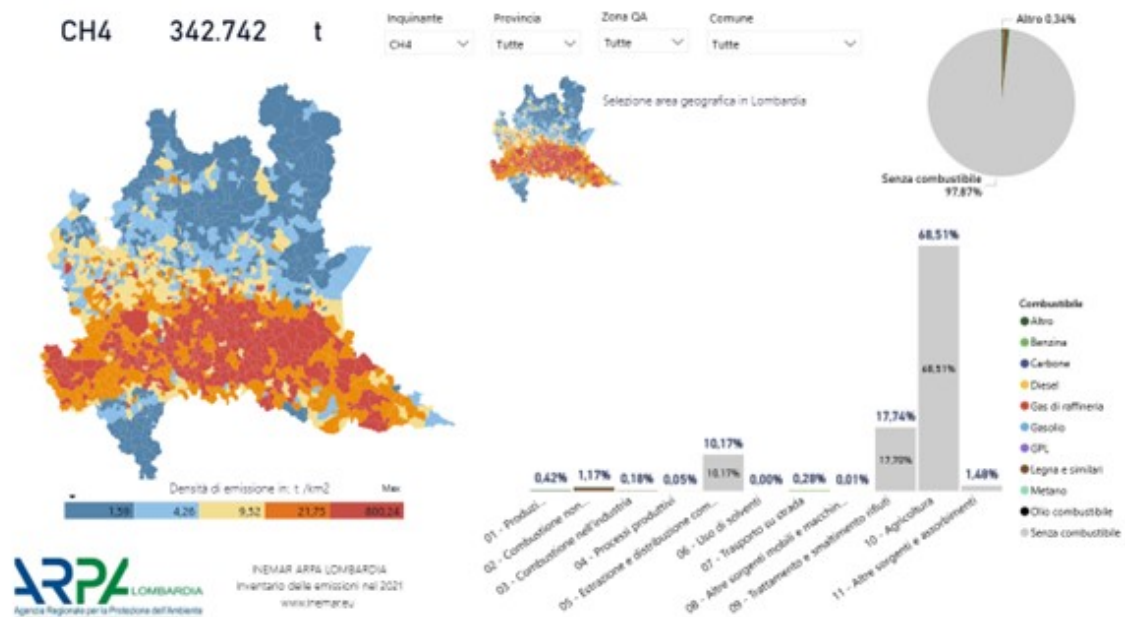 CH4 342.742 t
Inquinante
CH4
Provincia
Tutte
Zona QA
Tutte
Comune
Tutte
Altro 0,34%
Selezione area geografica in Lombardia
Senza combustibile
97,87%
68,51%
68,51%
17,74%
17,70%
10,17%
10,17%
0,42%
1,17%
0,18%
0,05%
0,00%
0,28%
0,01%
1,48%
01 - Produzi...
02 - Combustione non...
03 - Combustione nell'industria
04 - Processi produttivi
05 - Estrazione e distribuzione com...
06 - Uso di solventi
07 - Trasporto su strada
08 - Altre sorgenti mobili e macchin...
09 - Trattamento e smaltimento rifiuti
10 - Agricoltura
11 - Altre sorgenti e assorbimenti
Combustibile
Altro
Benzina
Carbone
Diesel
Gas di raffineria
Gasolio
GPL
Legna e similari
Metano
Olio combustibile
Senza combustibile
Densità di emissione in: t /km2 Max
1,59 4,26 9,52 21,75 800,24
ARPA LOMBARDIA
Agenzia Regionale per la Protezione dell'Ambiente
INEMAR ARPA LOMBARDIA
Inventario delle emissioni nel 2021
www.inemar.eu